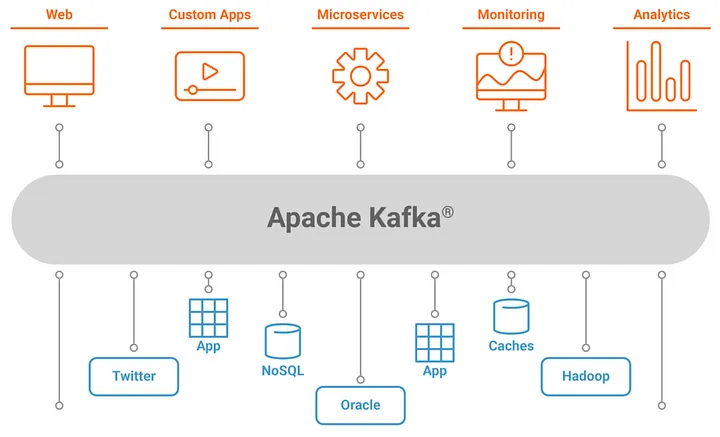 Web
Custom Apps
Microservices
Monitoring
Analytics
Apache Kafka®
App
App
Caches
NoSQL
Twitter
Hadoop
Oracle